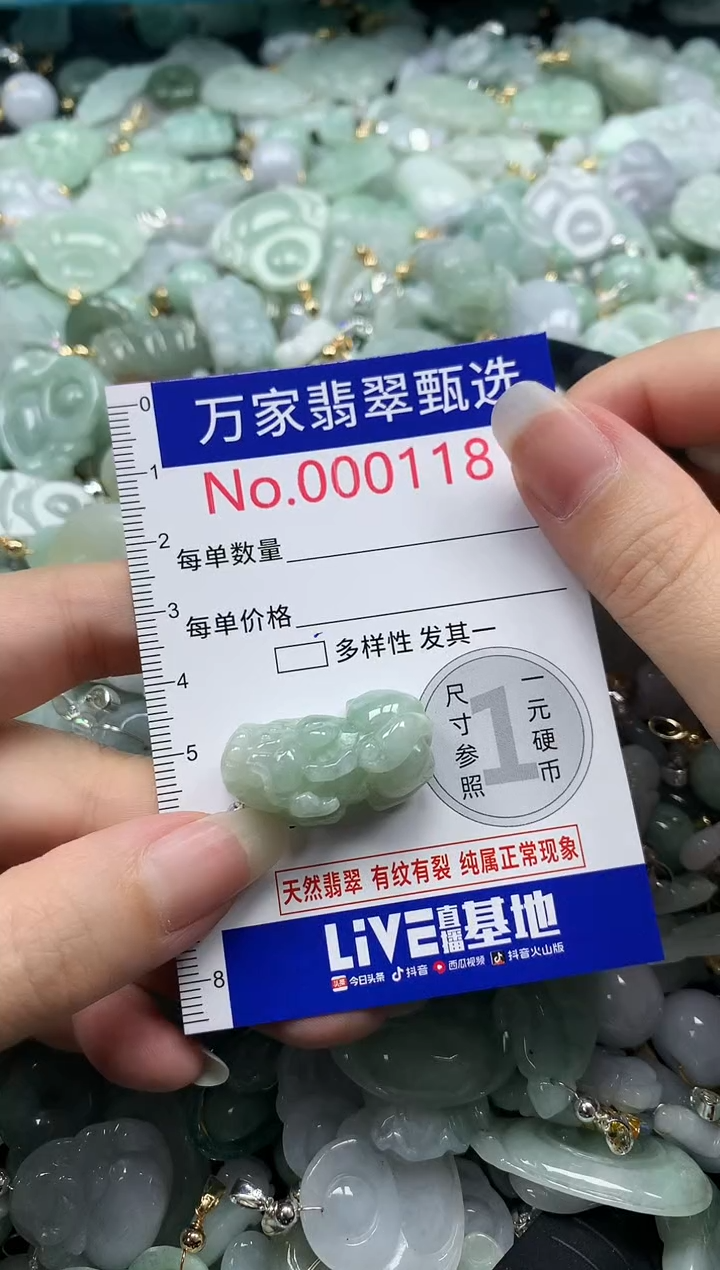 万家翡翠甄选
No.000118
每单数量
每单价格
多样性 发其一
尺寸参照
1
一元硬币
天然翡翠 有纹有裂 纯属正常现象
LiVE直播基地
头条 今日头条 抖音 西瓜视频 抖音火山版
0
1
2
3
4
5
8